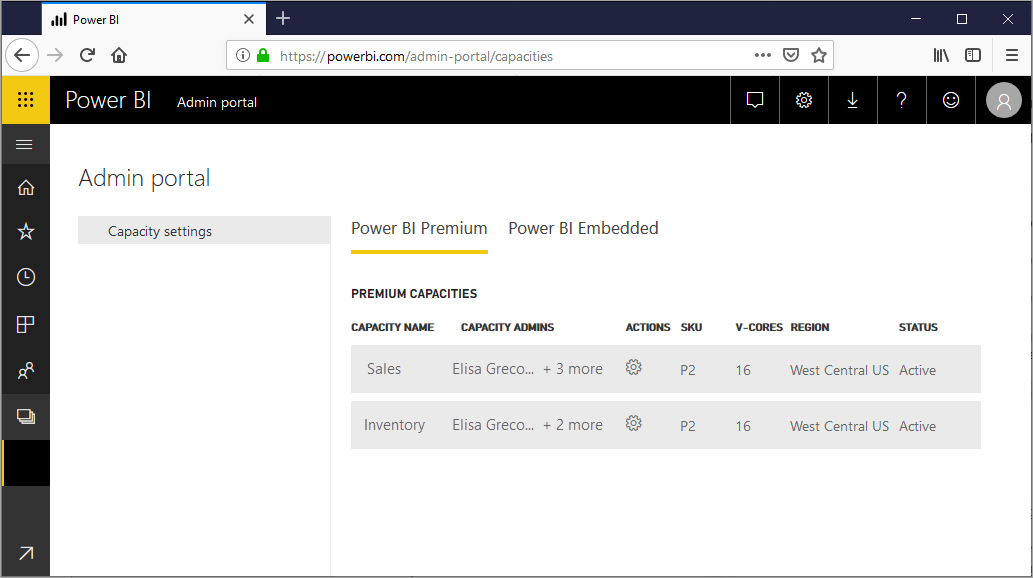 Power BI
https://powerbi.com/admin-portal/capacities
Power BI Admin portal ?
Admin portal
Capacity settings
Power BI Premium Power BI Embedded
PREMIUM CAPACITIES
CAPACITY NAME CAPACITY ADMINS ACTIONS SKU V-CORES REGION STATUS
Sales Elisa Greco... + 3 more P2 16 West Central US Active
Inventory Elisa Greco... + 2 more P2 16 West Central US Active